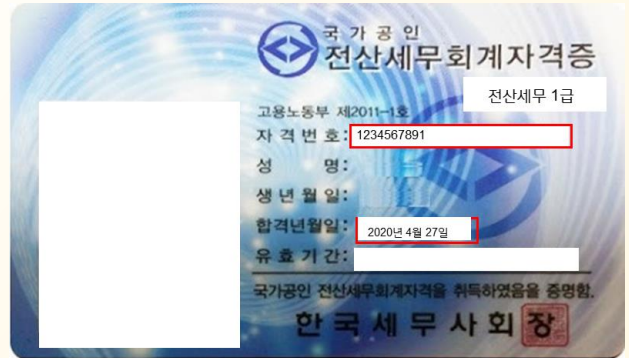 국가공인
전산세무회계자격증
전산세무 1급
고용노동부 제2011-1호
자격번호: 1234567891
성 명:
생년월일:
합격년월일: 2020년 4월 27일
유효기간:
국가공인 전산세무회계자격을 취득하였음을 증명함.
한국세무사회장